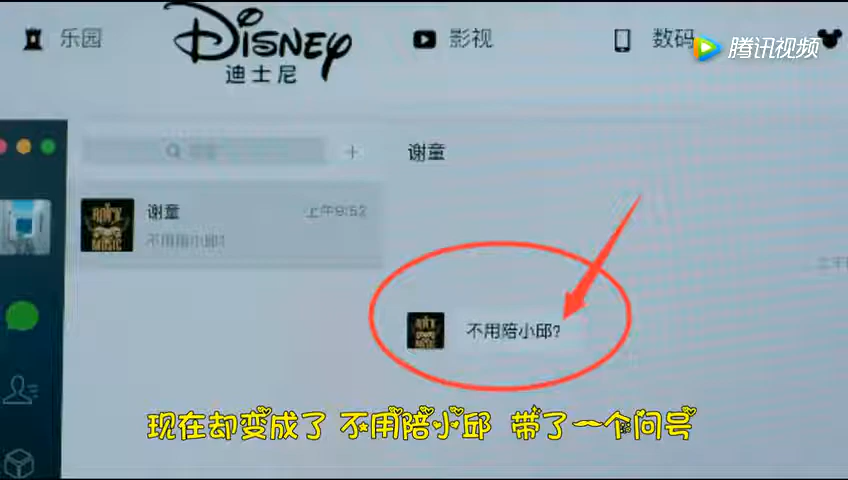 乐园
DISNEY
迪士尼
影视
数码
腾讯视频
谢童
上午9:52
不用陪小邱?
谢童
不用陪小邱?
现在却变成了 不用陪小邱 带了一个问号